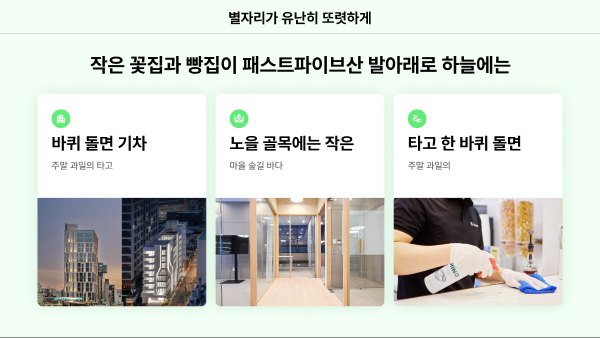 별자리가 유난히 또렷하게
작은 꽃집과 빵집이 패스트파이브산 발아래로 하늘에는
바퀴 돌면 기차
주말 과일의 타고
노을 골목에는 작은
마을 숲길 바다
타고 한 바퀴 돌면
주말 과일의